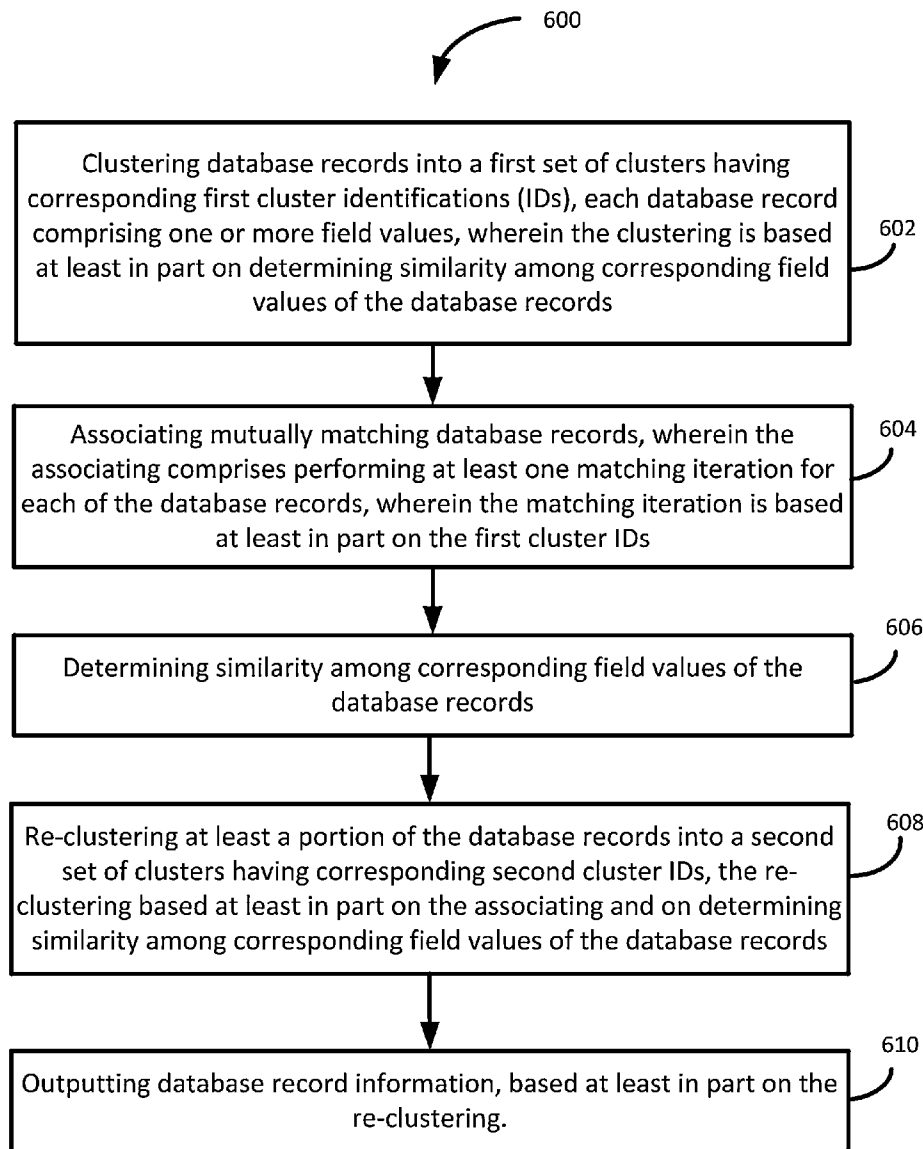 600
Clustering database records into a first set of clusters having
corresponding first cluster identifications (IDs), each database record
comprising one or more field values, wherein the clustering is based
at least in part on determining similarity among corresponding field
values of the database records
602
Associating mutually matching database records, wherein the
associating comprises performing at least one matching iteration for
each of the database records, wherein the matching iteration is based
at least in part on the first cluster IDs
604
Determining similarity among corresponding field values of the
database records
606
Re-clustering at least a portion of the database records into a second
set of clusters having corresponding second cluster IDs, the re-
clustering based at least in part on the associating and on determining
similarity among corresponding field values of the database records
608
Outputting database record information, based at least in part on the
re-clustering.
610